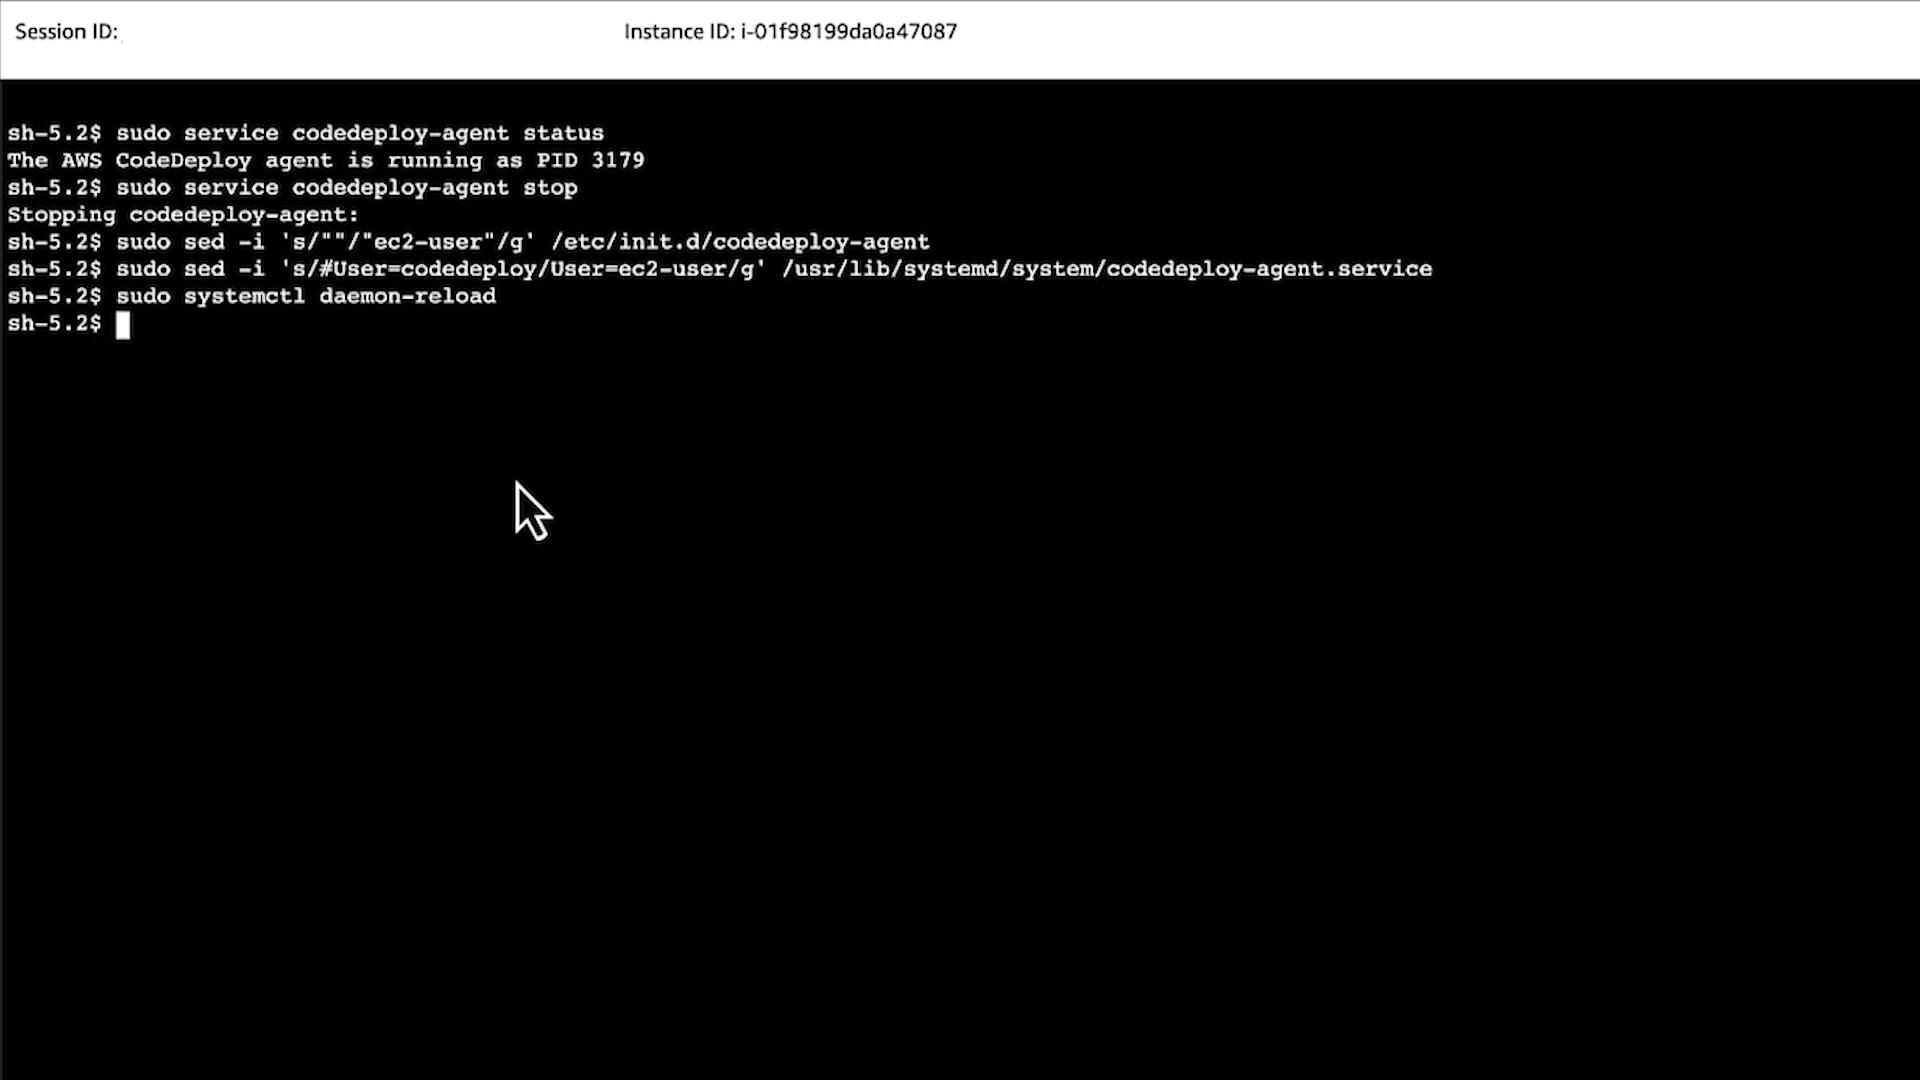 Session ID:
Instance ID: i-01f98199da0a47087
sh-5.2$ sudo service codedeploy-agent status
The AWS CodeDeploy agent is running as PID 3179
sh-5.2$ sudo service codedeploy-agent stop
Stopping codedeploy-agent:
sh-5.2$ sudo sed -i 's/""/"ec2-user"/g' /etc/init.d/codedeploy-agent
sh-5.2$ sudo sed -i 's/#User=codedeploy/User=ec2-user/g' /usr/lib/systemd/system/codedeploy-agent.service
sh-5.2$ sudo systemctl daemon-reload
sh-5.2$